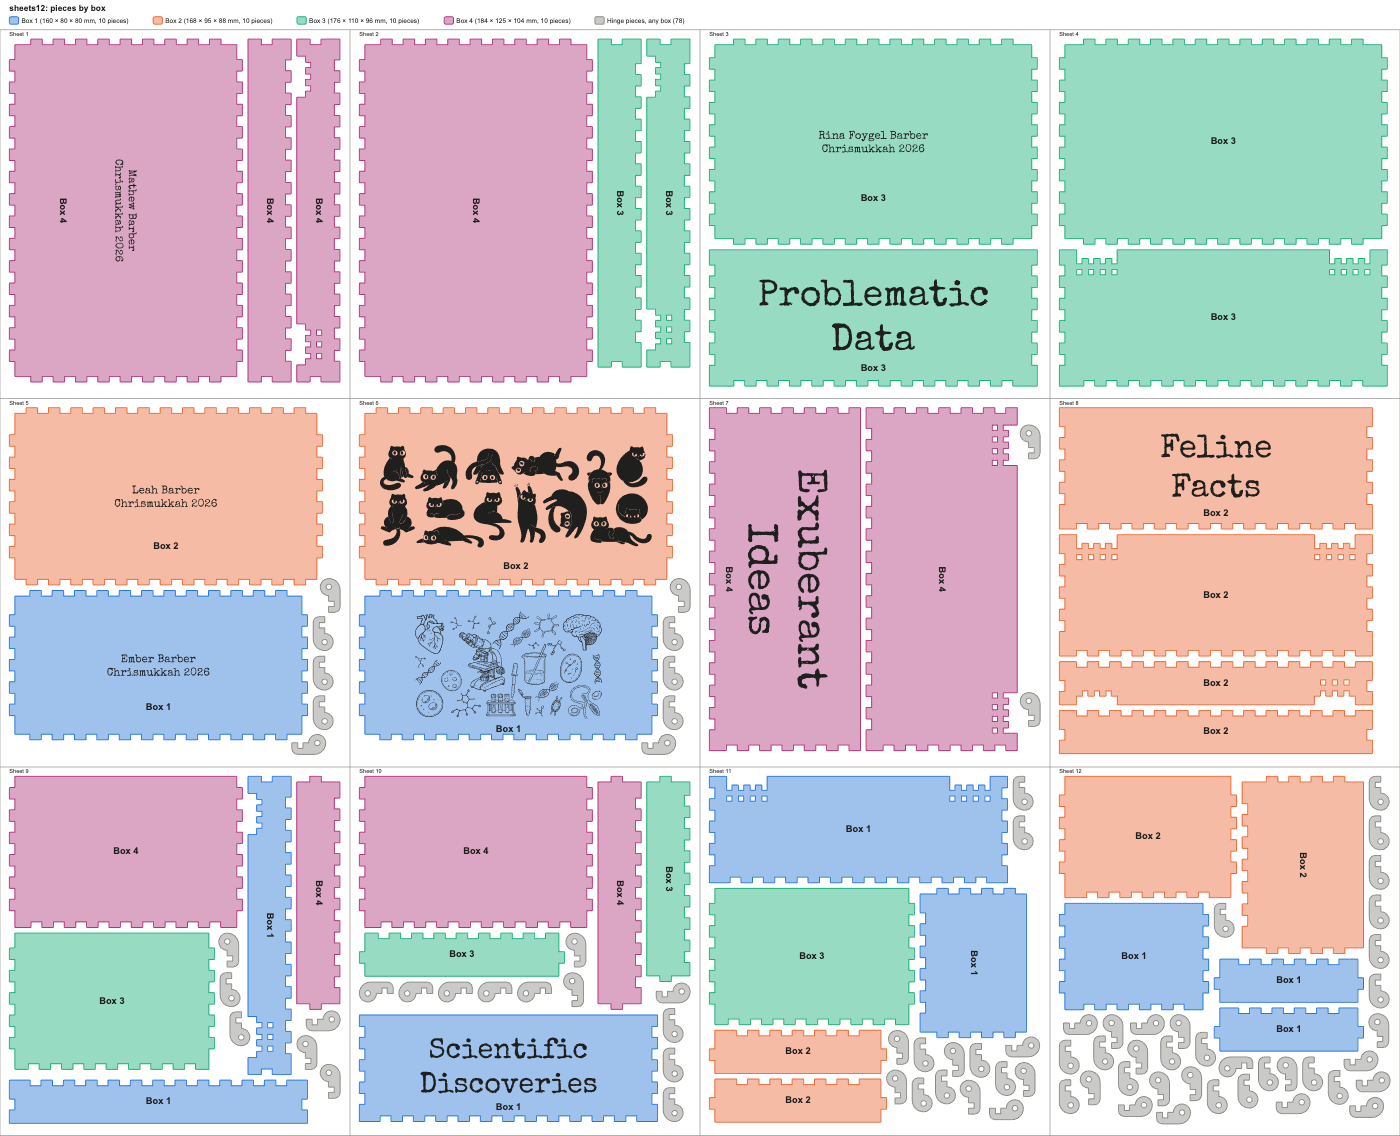 sheets12: pieces by box
Box 1 (160 × 80 × 80 mm, 10 pieces)
Box 2 (168 × 95 × 88 mm, 10 pieces)
Box 3 (176 × 110 × 96 mm, 10 pieces)
Box 4 (184 × 125 × 104 mm, 10 pieces)
Hinge pieces, any box (78)
Sheet 1
Box 4
Mathew Barber
Chrismukkah 2026
Box 4
Box 4
Sheet 2
Box 4
Box 3
Box 3
Sheet 3
Rina Foygel Barber
Chrismukkah 2026
Box 3
Problematic
Data
Box 3
Sheet 4
Box 3
Box 3
Sheet 5
Leah Barber
Chrismukkah 2026
Box 2
Ember Barber
Chrismukkah 2026
Box 1
Sheet 6
Box 2
Box 1
Sheet 7
Exuberant
Ideas
Box 4
Box 4
Sheet 8
Feline
Facts
Box 2
Box 2
Box 2
Box 2
Sheet 9
Box 4
Box 1
Box 4
Box 3
Box 1
Sheet 10
Box 4
Box 4
Box 3
Box 3
Scientific
Discoveries
Box 1
Sheet 11
Box 1
Box 3
Box 1
Box 2
Box 2
Sheet 12
Box 2
Box 2
Box 1
Box 1
Box 1